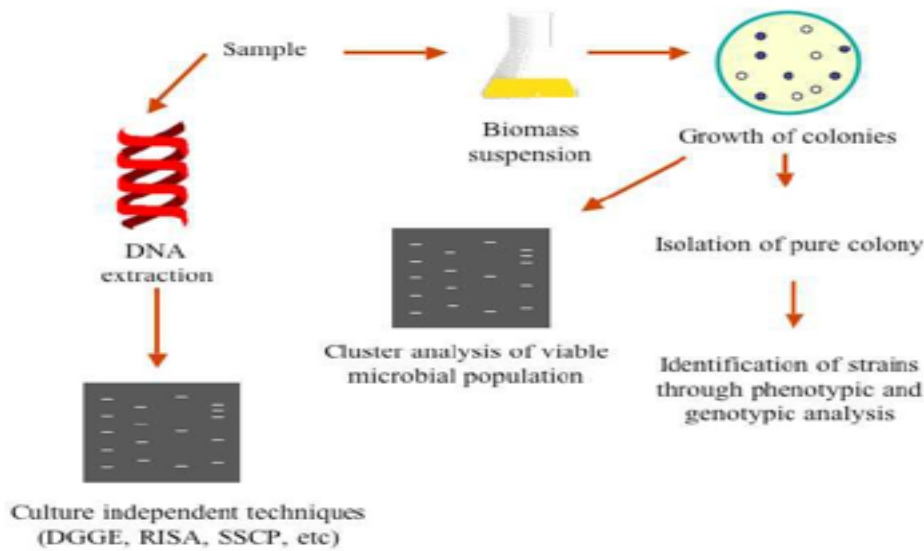 Sample
Biomass
suspension
Growth of colonies
DNA
extraction
Isolation of pure colony
Cluster analysis of viable
microbial population
Identification of strains
through phenotypic and
genotypic analysis
Culture independent techniques
(DGGE, RISA, SSCP, etc)